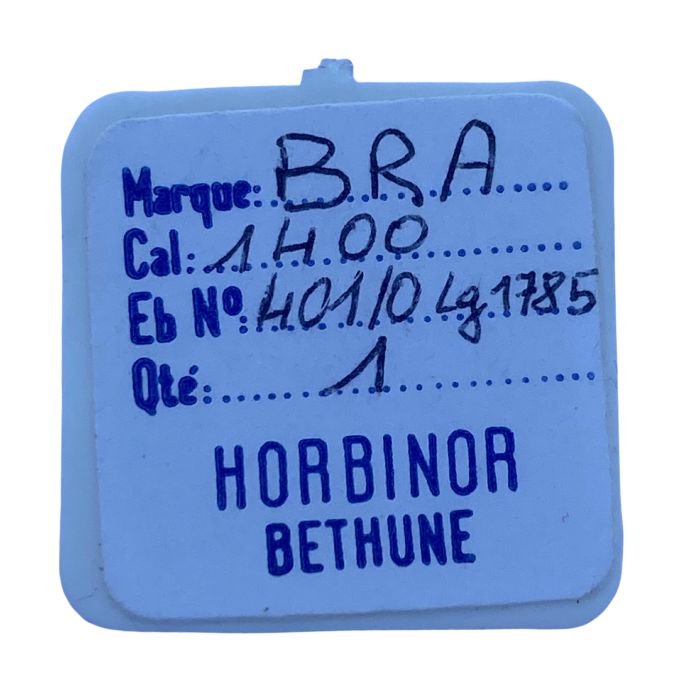 Marque: BRA
Cal: 1400
Eb Nº: 401/0 Lg 1785
Qté: 1
HORBINOR
BETHUNE